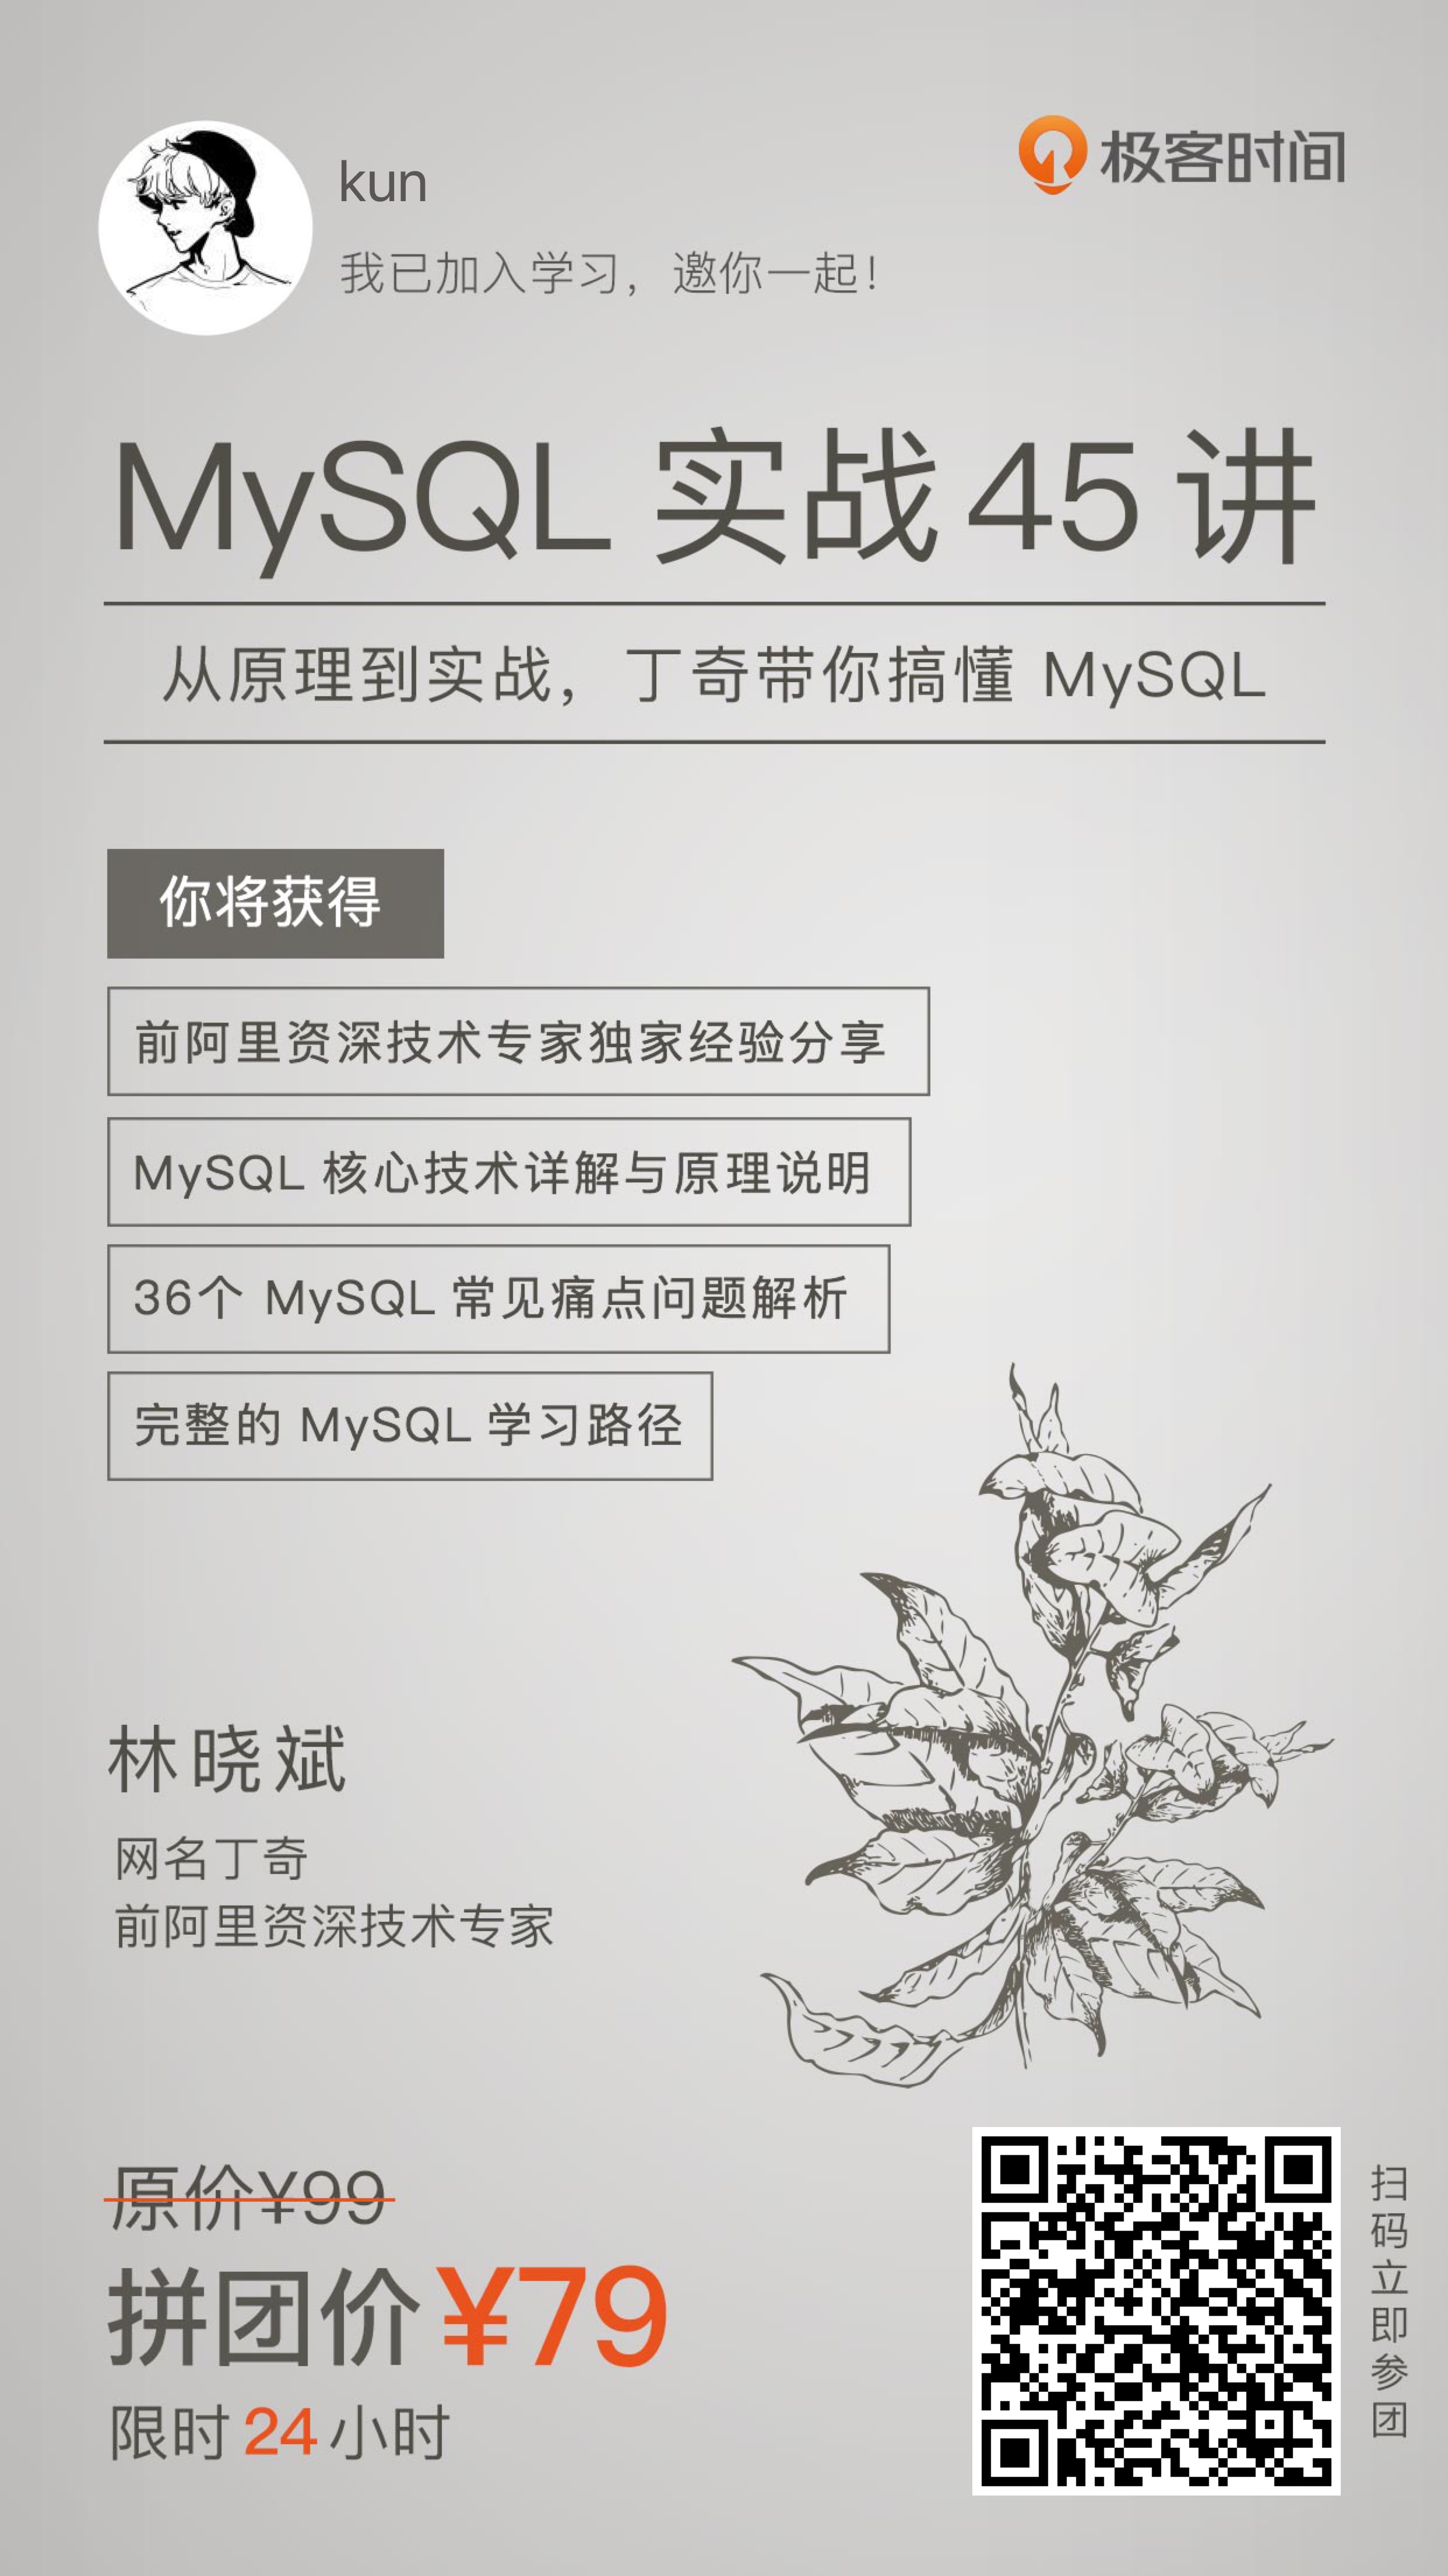 kun
极客时间
我已加入学习，邀你一起！
MySQL 实战 45 讲
从原理到实战，丁奇带你搞懂 MySQL
你将获得
前阿里资深技术专家独家经验分享
MySQL 核心技术详解与原理说明
36个 MySQL 常见痛点问题解析
完整的 MySQL 学习路径
林晓斌
网名丁奇
前阿里资深技术专家
原价¥99
拼团价¥79
限时24小时
扫码立即参团